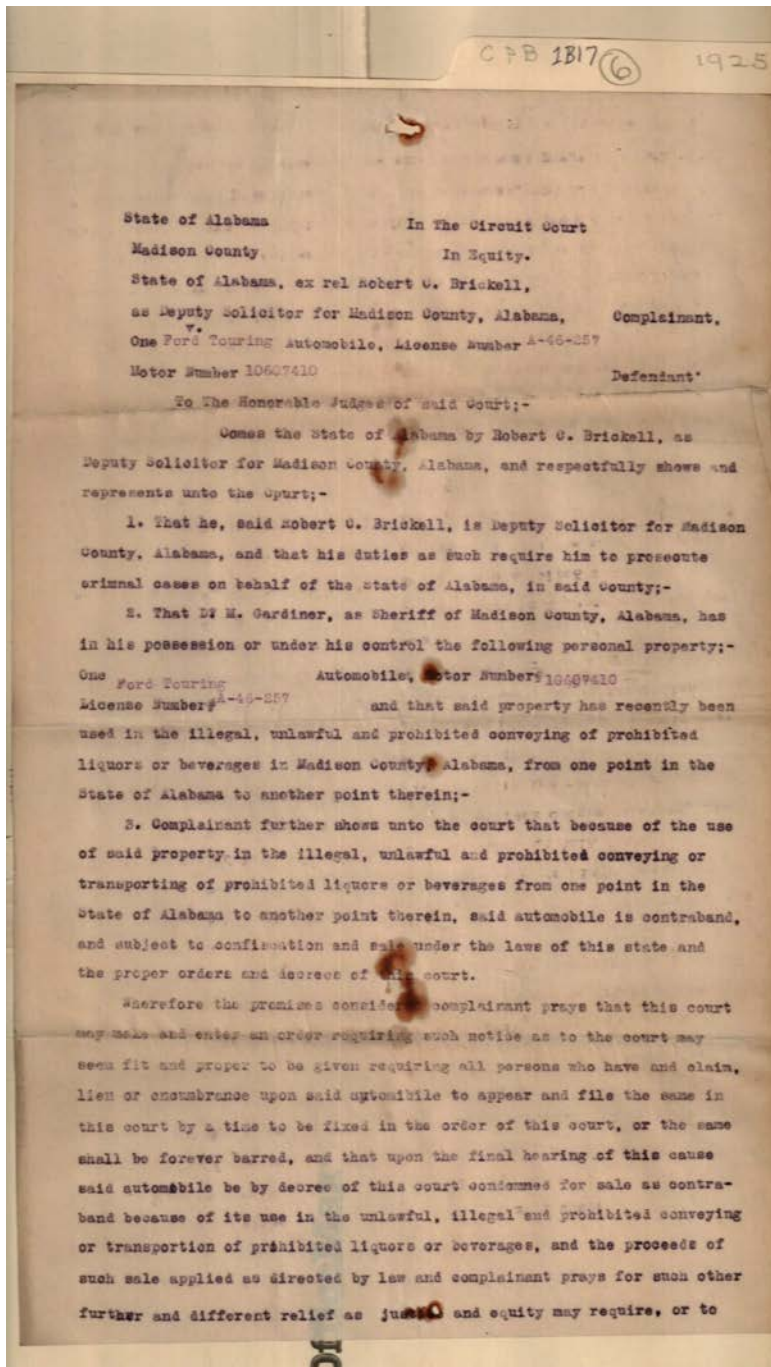 CPB 1B17 6 1925
State of Alabama In The Circuit Court
Madison County In Equity.
State of Alabama, ex rel Robert C. Brickell,
as Deputy Solicitor for Madison County, Alabama, Complainant,
v.
One Ford Touring Automobile, License Number A-46-257
Motor Number 10607410 Defendant
To The Honorable Judges of said Court;-
Comes the State of Alabama by Robert C. Brickell, as
Deputy Solicitor for Madison County, Alabama, and respectfully shows and
represents unto the Cpurt;-
1. That he, said Robert C. Brickell, is Deputy Solicitor for Madison
County, Alabama, and that his duties as such require him to prosecute
crimnal cases on behalf of the State of Alabama, in said County;-
2. That D. M. Gardiner, as Sheriff of Madison County, Alabama, has
in his possession or under his control the following personal property;-
One Ford Touring Automobile, Motor Number 10607410
License Number A-46-257 and that said property has recently been
used in the illegal, unlawful and prohibited conveying of prohibited
liquors or beverages in Madison County, Alabama, from one point in the
State of Alabama to another point therein;-
3. Complainant further shows unto the court that because of the use
of said property in the illegal, unlawful and prohibited conveying or
transporting of prohibited liquors or beverages from one point in the
State of Alabama to another point therein, said automobile is contraband,
and subject to confiscation and sale under the laws of this state and
the proper orders and decrees of this court.
Wherefore the premises complainant prays that this court
may make and enter an order requiring such notice as to the court may
seem fit and proper to be given requiring all persons who have and claim,
lien or encumbrance upon said automibile to appear and file the same in
this court by a time to be fixed in the order of this court, or the same
shall be forever barred, and that upon the final hearing of this cause
said automobile be by decree of this court condemned for sale as contra-
band because of its use in the unlawful, illegal and prohibited conveying
or transportion of prohibited liquors or beverages, and the proceeds of
such sale applied as directed by law and complainant prays for such other
further and different relief as and equity may require, or to